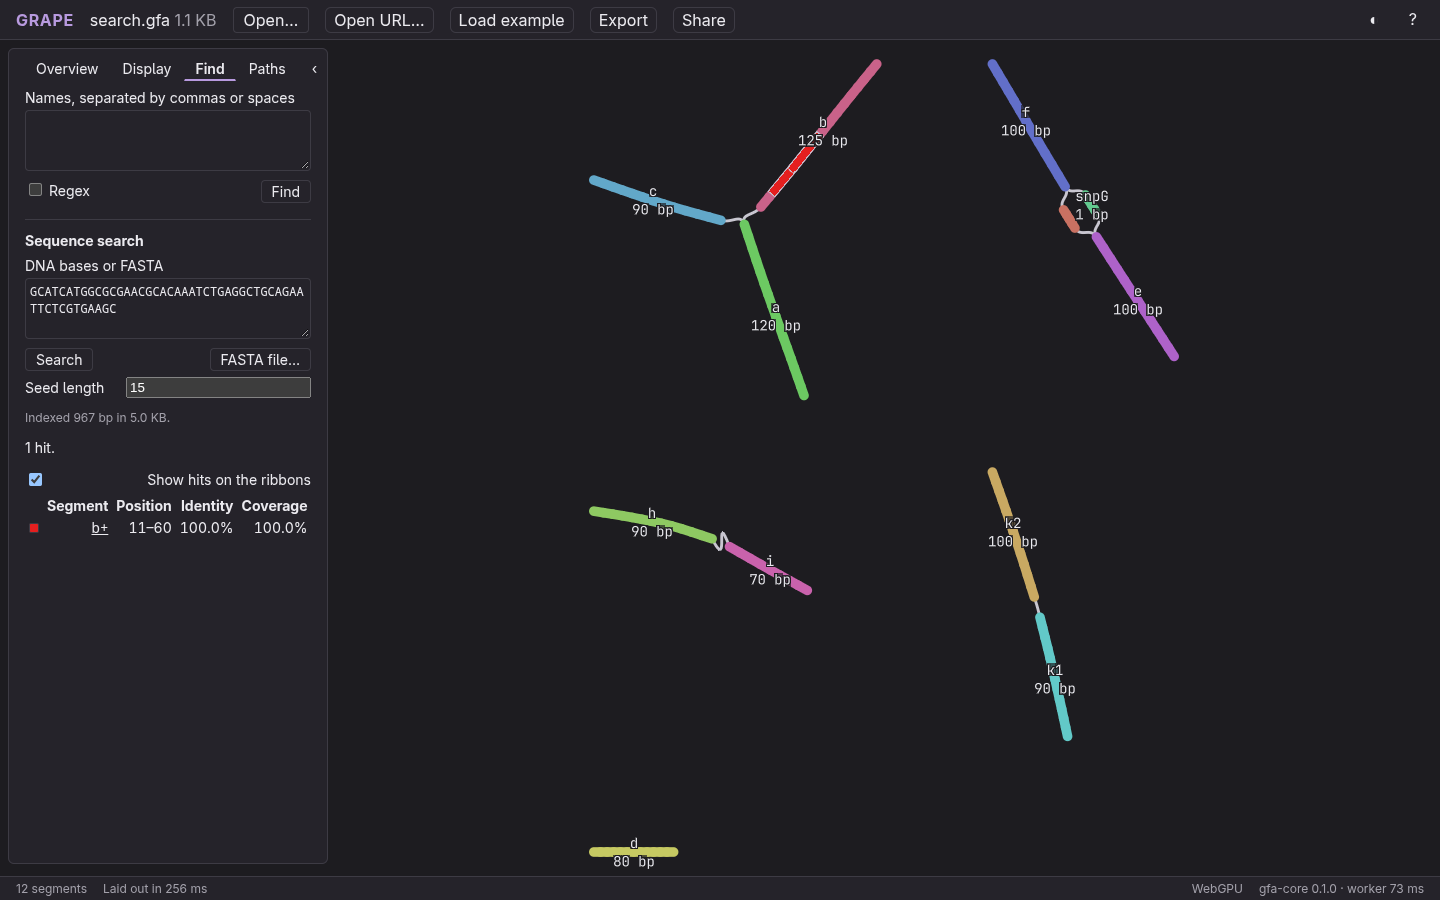 GRAPE search.gfa 1.1 KB Open... Open URL... Load example Export Share ?
Overview Display Find Paths ‹
Names, separated by commas or spaces
Regex Find
Sequence search
DNA bases or FASTA
GCATCATGGCGCGAACGCACAAATCTGAGGCTGCAGAA
TTCTCGTGAAGC
Search FASTA file...
Seed length 15
Indexed 967 bp in 5.0 KB.
1 hit.
Show hits on the ribbons
Segment Position Identity Coverage
b+ 11–60 100.0% 100.0%
b
125 bp
f
100 bp
c
90 bp
snpG
1 bp
a
120 bp
e
100 bp
h
90 bp
i
70 bp
k2
100 bp
k1
90 bp
d
80 bp
12 segments Laid out in 256 ms WebGPU gfa-core 0.1.0 · worker 73 ms